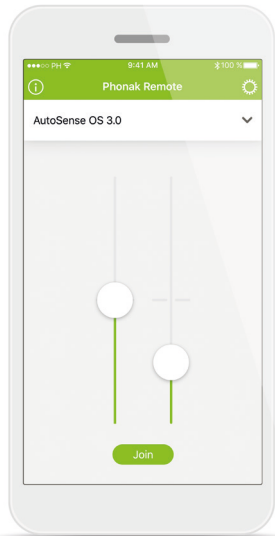 ●●●○○ PH 9:41 AM 100 %
Phonak Remote
AutoSense OS 3.0
Join